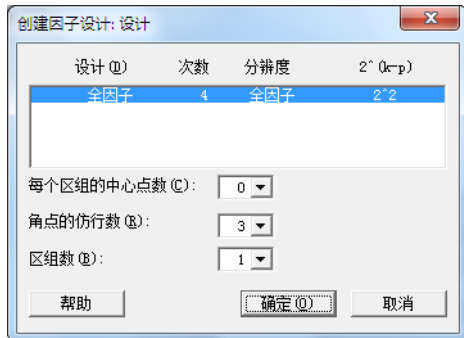 创建因子设计: 设计
设计(D) 次数 分辨度 2^(k-p)
全因子 4 全因子 2^2
每个区组的中心点数(C): 0
角点的仿行数(R): 3
区组数(B): 1
帮助 确定(O) 取消